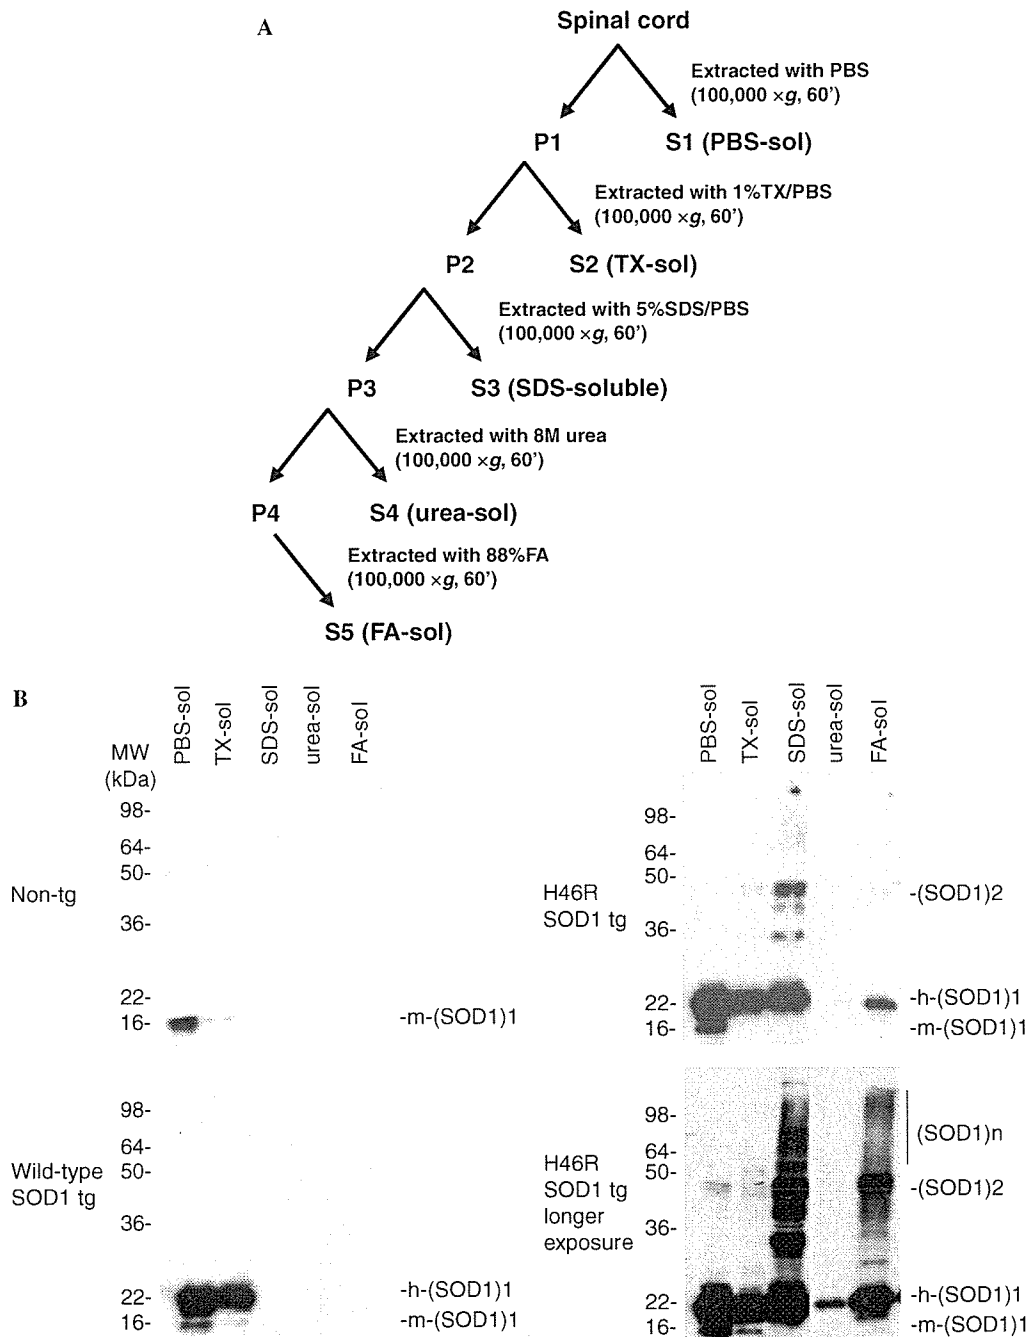 A
Spinal cord
Extracted with PBS
(100,000 ×g, 60')
P1
S1 (PBS-sol)
Extracted with 1%TX/PBS
(100,000 ×g, 60')
P2
S2 (TX-sol)
Extracted with 5%SDS/PBS
(100,000 ×g, 60')
P3
S3 (SDS-soluble)
Extracted with 8M urea
(100,000 ×g, 60')
P4
S4 (urea-sol)
Extracted with 88%FA
(100,000 ×g, 60')
S5 (FA-sol)
B
PBS-sol
TX-sol
SDS-sol
urea-sol
FA-sol
MW
(kDa)
98-
64-
50-
36-
22-
16-
Non-tg
-m-(SOD1)1
98-
64-
50-
36-
22-
16-
Wild-type
SOD1 tg
-h-(SOD1)1
-m-(SOD1)1
PBS-sol
TX-sol
SDS-sol
urea-sol
FA-sol
98-
64-
50-
36-
22-
16-
H46R
SOD1 tg
-(SOD1)2
-h-(SOD1)1
-m-(SOD1)1
98-
64-
50-
36-
22-
16-
H46R
SOD1 tg
longer
exposure
(SOD1)n
-(SOD1)2
-h-(SOD1)1
-m-(SOD1)1